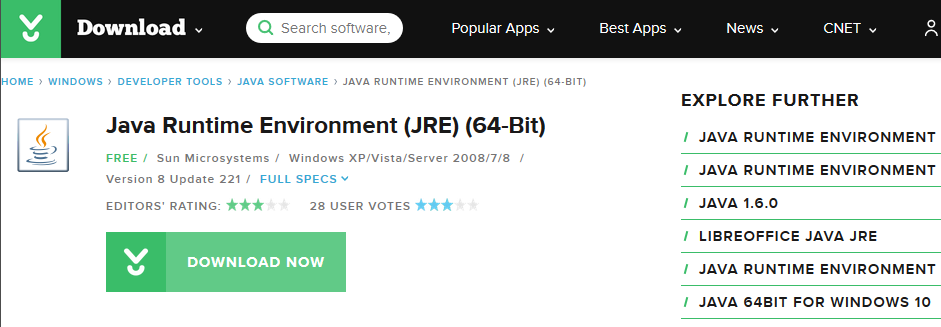 Download
Search software,
Popular Apps
Best Apps
News
CNET
HOME › WINDOWS › DEVELOPER TOOLS › JAVA SOFTWARE › JAVA RUNTIME ENVIRONMENT (JRE) (64-BIT)
Java Runtime Environment (JRE) (64-Bit)
FREE / Sun Microsystems / Windows XP/Vista/Server 2008/7/8 /
Version 8 Update 221 / FULL SPECS
EDITORS' RATING: 28 USER VOTES
DOWNLOAD NOW
EXPLORE FURTHER
/ JAVA RUNTIME ENVIRONMENT
/ JAVA RUNTIME ENVIRONMENT
/ JAVA 1.6.0
/ LIBREOFFICE JAVA JRE
/ JAVA RUNTIME ENVIRONMENT
/ JAVA 64BIT FOR WINDOWS 10